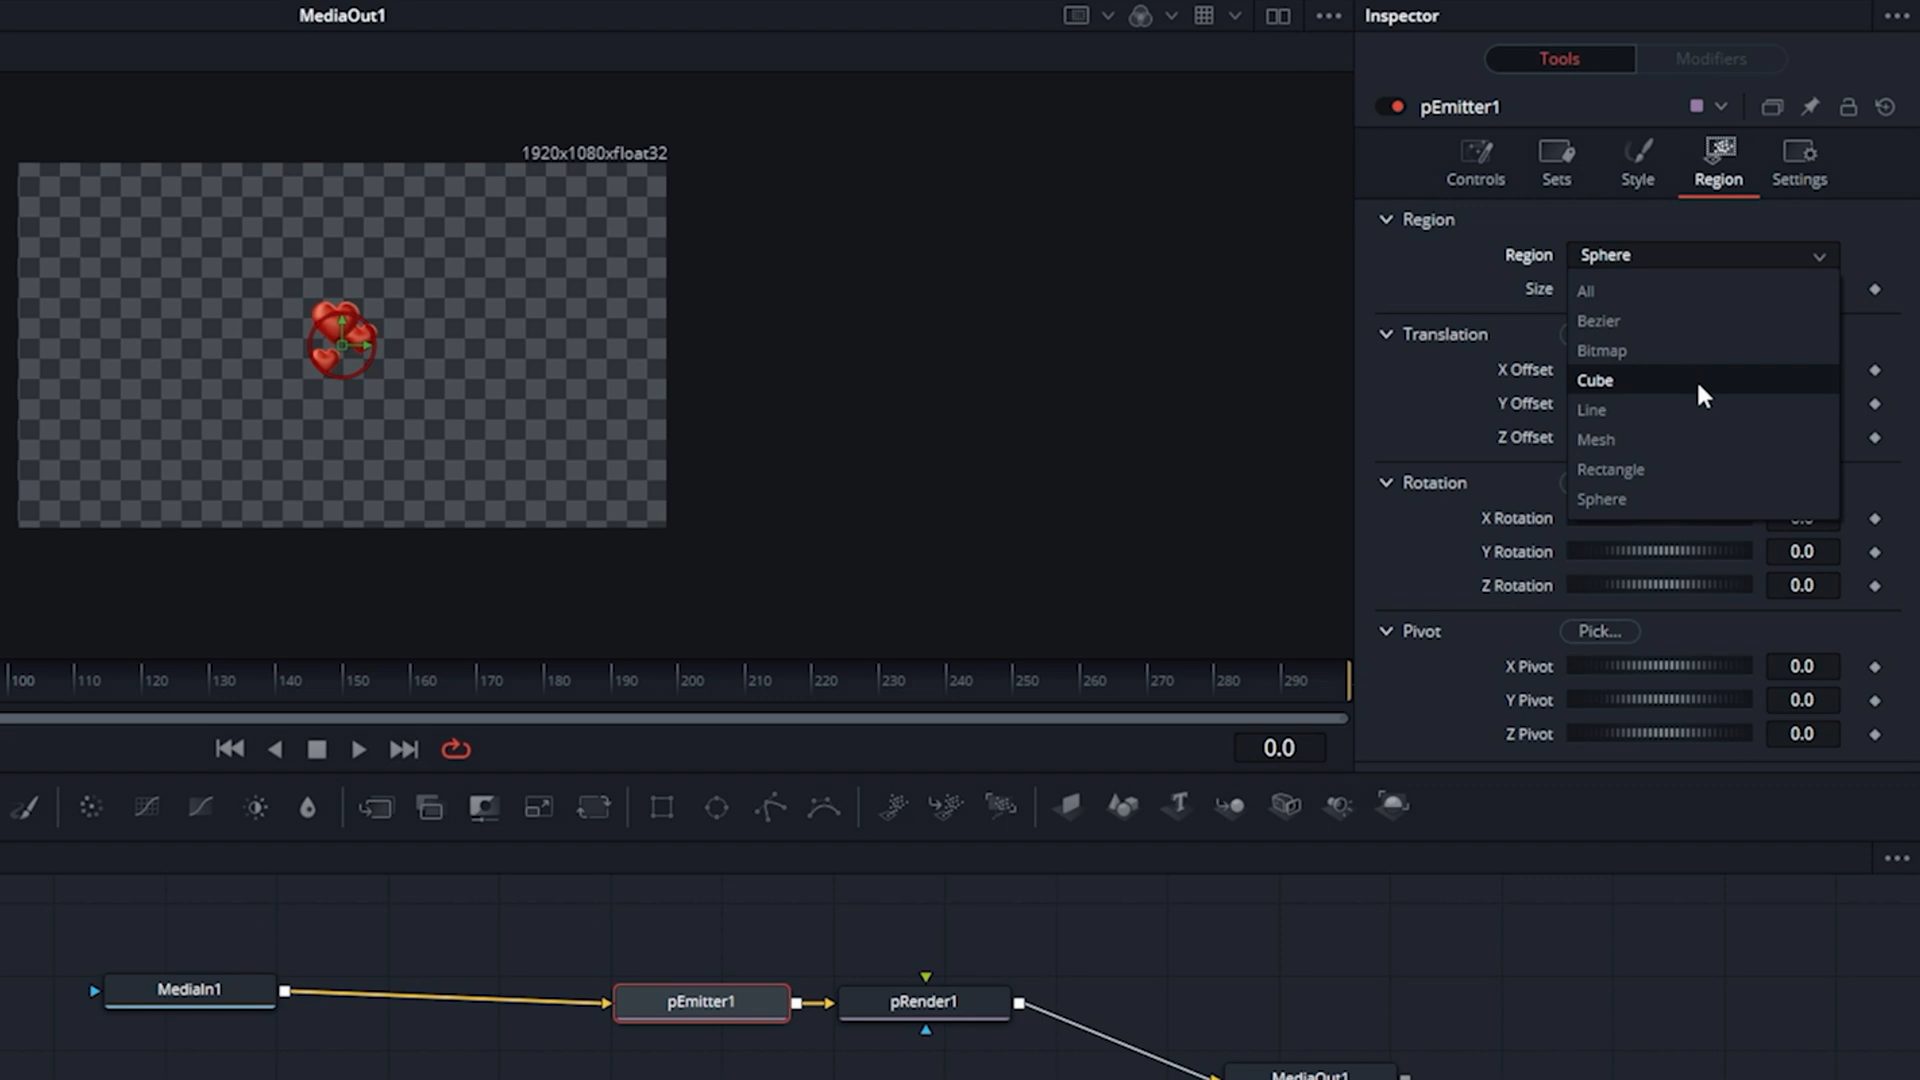 MediaOut1
Inspector
Tools
Modifiers
pEmitter1
1920x1080xfloat32
Controls
Sets
Style
Region
Settings
Region
Region
Sphere
Size
All
Bezier
Bitmap
Cube
Line
Mesh
Rectangle
Sphere
Translation
X Offset
Y Offset
Z Offset
Rotation
X Rotation
0.0
Y Rotation
0.0
Z Rotation
0.0
Pivot
Pick...
X Pivot
0.0
Y Pivot
0.0
Z Pivot
0.0
100 110 120 130 140 150 160 170 180 190 200 210 220 230 240 250 260 270 280 290
0.0
MediaIn1
pEmitter1
pRender1
MediaOut1